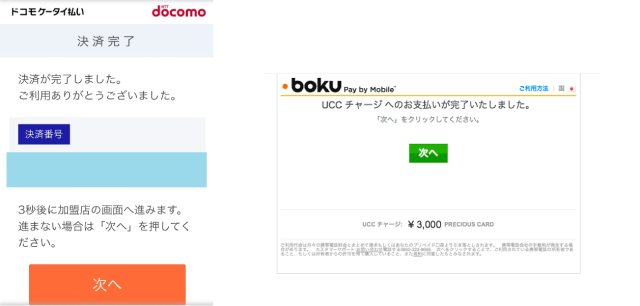 ドコモケータイ払い
NTT docomo
決済完了
決済が完了しました。
ご利用ありがとうございました。
決済番号
3秒後に加盟店の画面へ進みます。
進まない場合は「次へ」を押してく
ださい。
次へ
boku Pay by Mobile
ご利用方法
UCC チャージ へのお支払いが完了いたしました。
「次へ」をクリックしてください。
次へ
UCC チャージ: ¥ 3,000 PRECIOUS CARD